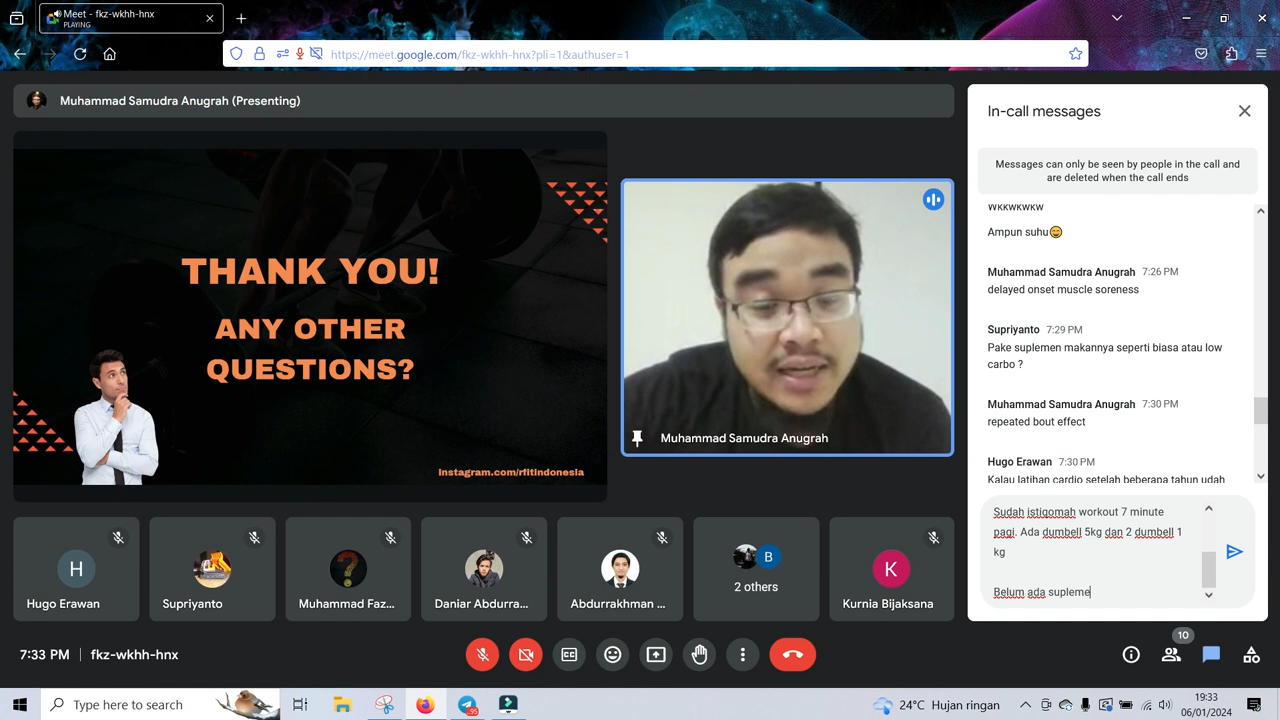 Meet - fkz-wkhh-hnx
PLAYING
https://meet.google.com/fkz-wkhh-hnx?pli=1&authuser=1
Muhammad Samudra Anugrah (Presenting)
THANK YOU!
ANY OTHER
QUESTIONS?
Instagram.com/rfitindonesia
Muhammad Samudra Anugrah
H
Hugo Erawan
Supriyanto
Muhammad Faz...
Daniar Abdurra...
Abdurrakhman ...
B
2 others
K
Kurnia Bijaksana
In-call messages
Messages can only be seen by people in the call and
are deleted when the call ends
wkkwkwkw
Ampun suhu😄
Muhammad Samudra Anugrah 7:26 PM
delayed onset muscle soreness
Supriyanto 7:29 PM
Pake suplemen makannya seperti biasa atau low
carbo ?
Muhammad Samudra Anugrah 7:30 PM
repeated bout effect
Hugo Erawan 7:30 PM
Kalau latihan cardio setelah beberapa tahun udah
Sudah istiqomah workout 7 minute
pagi. Ada dumbell 5kg dan 2 dumbell 1
kg
Belum ada supleme
7:33 PM | fkz-wkhh-hnx
10
Type here to search
95
24°C Hujan ringan
19:33
06/01/2024